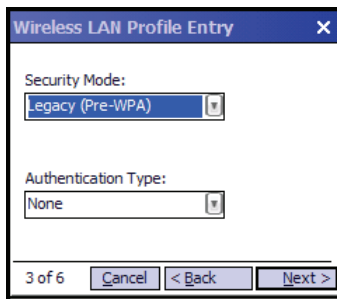 Wireless LAN Profile Entry X
Security Mode:
Legacy (Pre-WPA)
Authentication Type:
None
3 of 6 Cancel < Back Next >